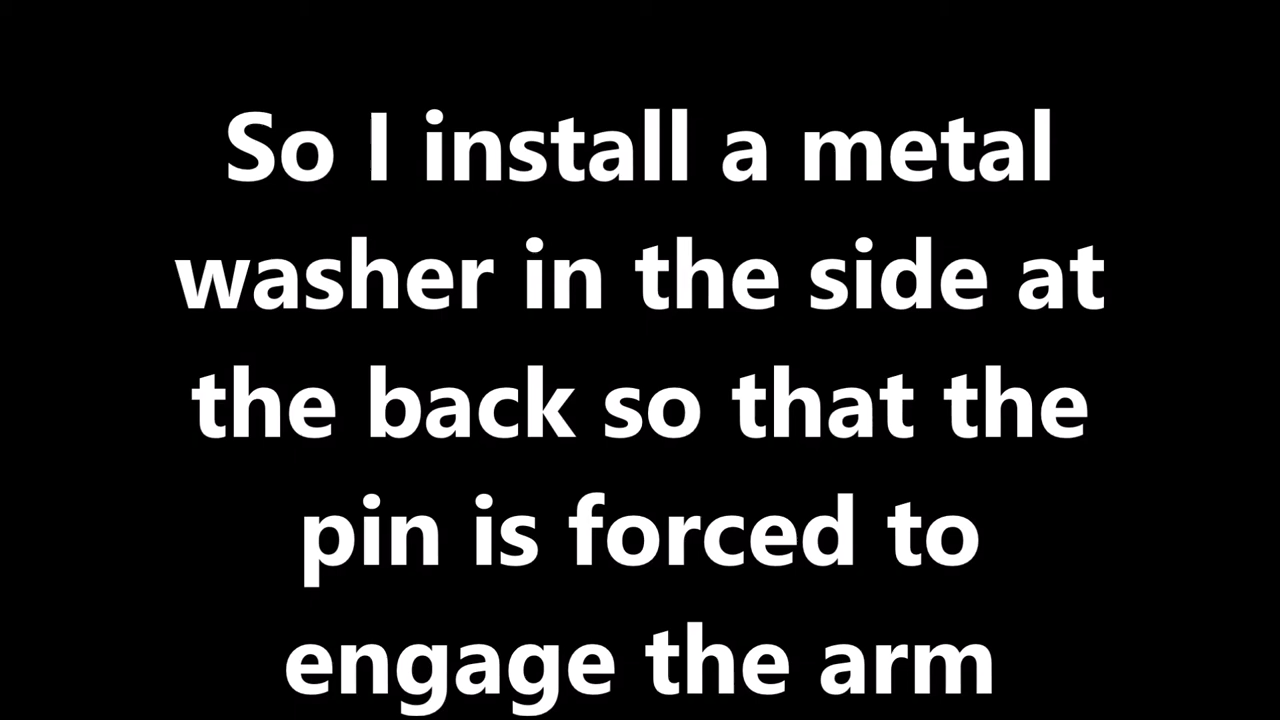 So I install a metal
washer in the side at
the back so that the
pin is forced to
engage the arm